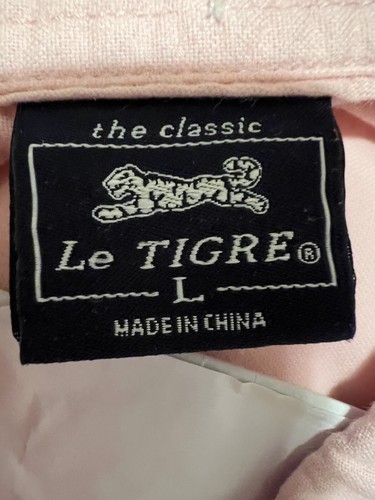 the classic
Le TIGRE®
L
MADE IN CHINA